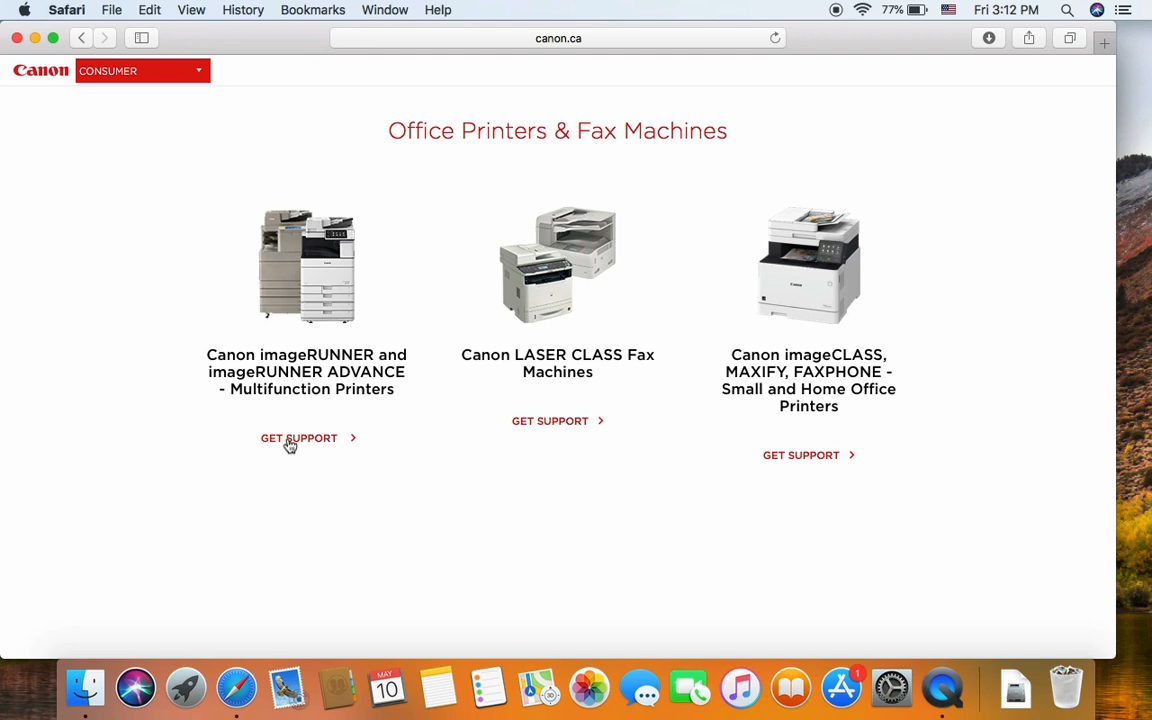 Safari File Edit View History Bookmarks Window Help 77% Fri 3:12 PM
canon.ca
Canon CONSUMER
Office Printers & Fax Machines
Canon imageRUNNER and
imageRUNNER ADVANCE
- Multifunction Printers
GET SUPPORT
Canon LASER CLASS Fax
Machines
GET SUPPORT
Canon imageCLASS,
MAXIFY, FAXPHONE -
Small and Home Office
Printers
GET SUPPORT
MAY
10
1